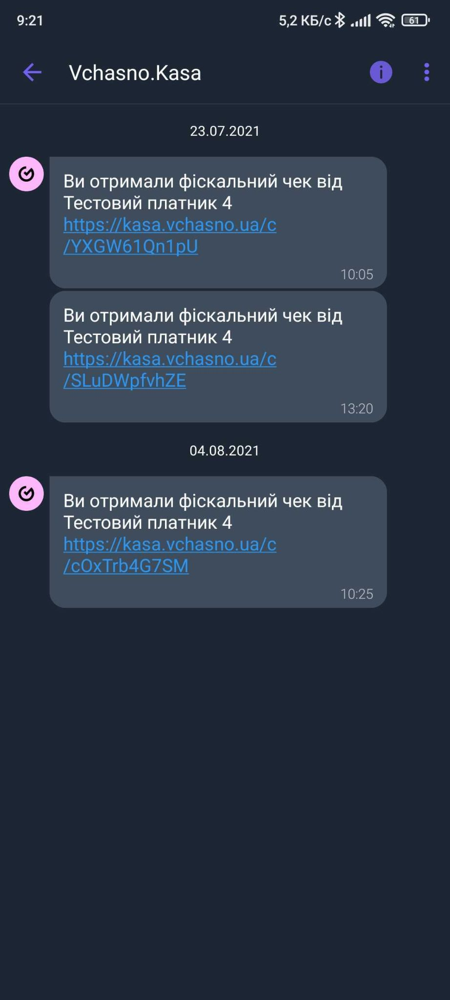 9:21
5,2 КБ/с
61
Vchasno.Kasa
23.07.2021
Ви отримали фіскальний чек від
Тестовий платник 4
https://kasa.vchasno.ua/c
/YXGW61Qn1pU
10:05
Ви отримали фіскальний чек від
Тестовий платник 4
https://kasa.vchasno.ua/c
/SLuDWpfvhZE
13:20
04.08.2021
Ви отримали фіскальний чек від
Тестовий платник 4
https://kasa.vchasno.ua/c
/cOxTrb4G7SM
10:25